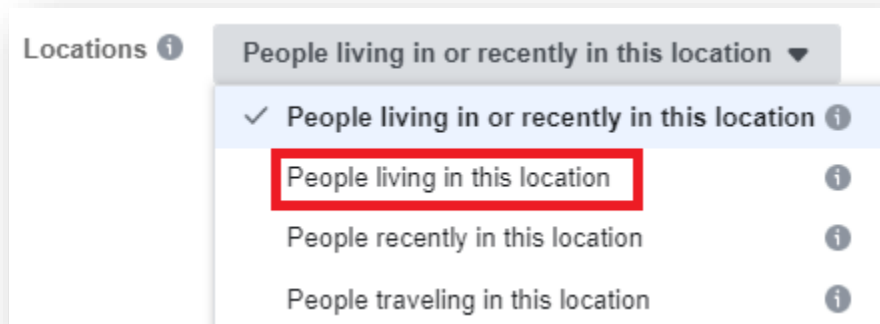 Locations
People living in or recently in this location
People living in or recently in this location
People living in this location
People recently in this location
People traveling in this location